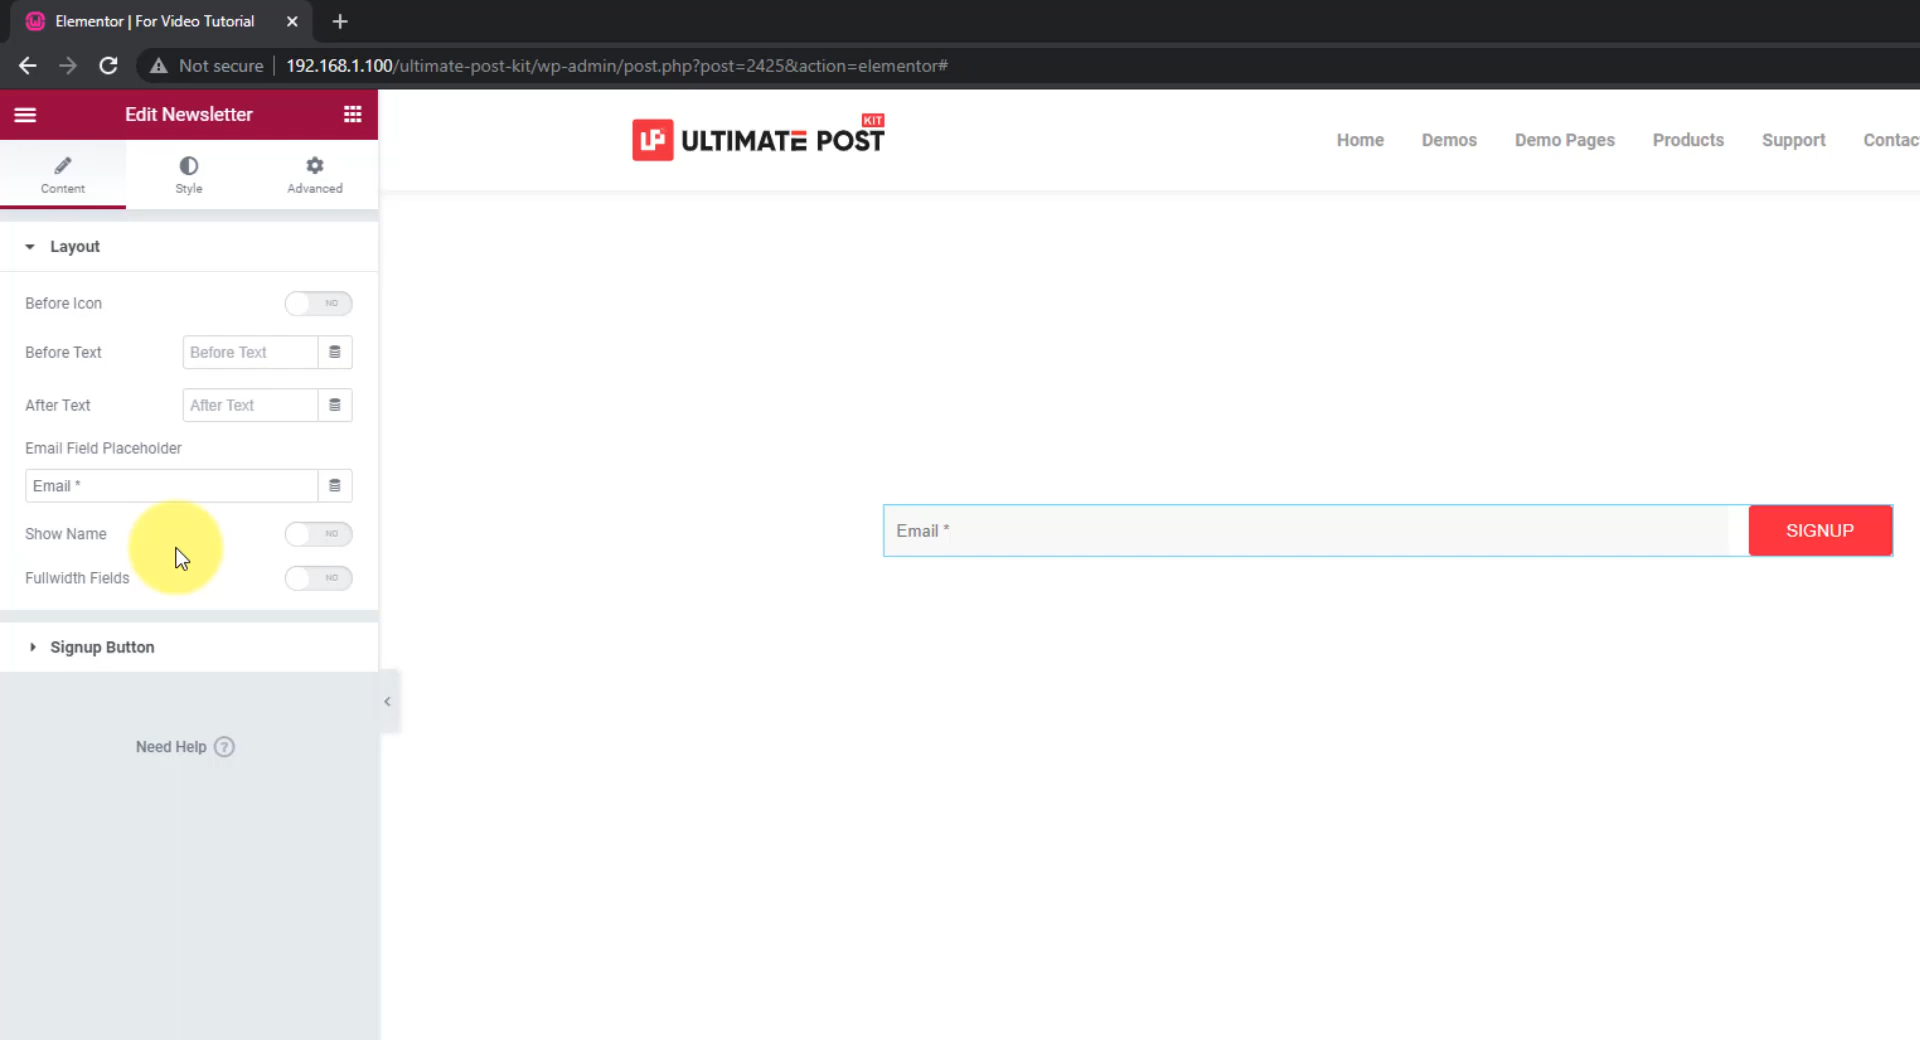 Elementor | For Video Tutorial
Not secure 192.168.1.100/ultimate-post-kit/wp-admin/post.php?post=2425&action=elementor#
Edit Newsletter
Content
Style
Advanced
Layout
Before Icon NO
Before Text Before Text
After Text After Text
Email Field Placeholder
Email *
Show Name NO
Fullwidth Fields NO
Signup Button
Need Help ?
UP ULTIMATE POST KIT
Home Demos Demo Pages Products Support Contac
Email * SIGNUP